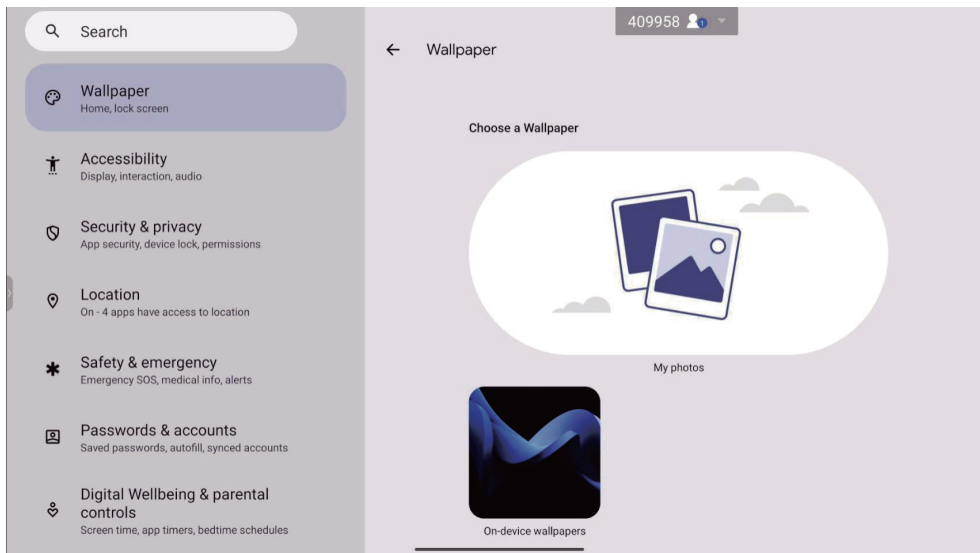 Search
Wallpaper
Home, lock screen
Accessibility
Display, interaction, audio
Security & privacy
App security, device lock, permissions
Location
On - 4 apps have access to location
Safety & emergency
Emergency SOS, medical info, alerts
Passwords & accounts
Saved passwords, autofill, synced accounts
Digital Wellbeing & parental
controls
Screen time, app timers, bedtime schedules
409958 1
Wallpaper
Choose a Wallpaper
My photos
On-device wallpapers